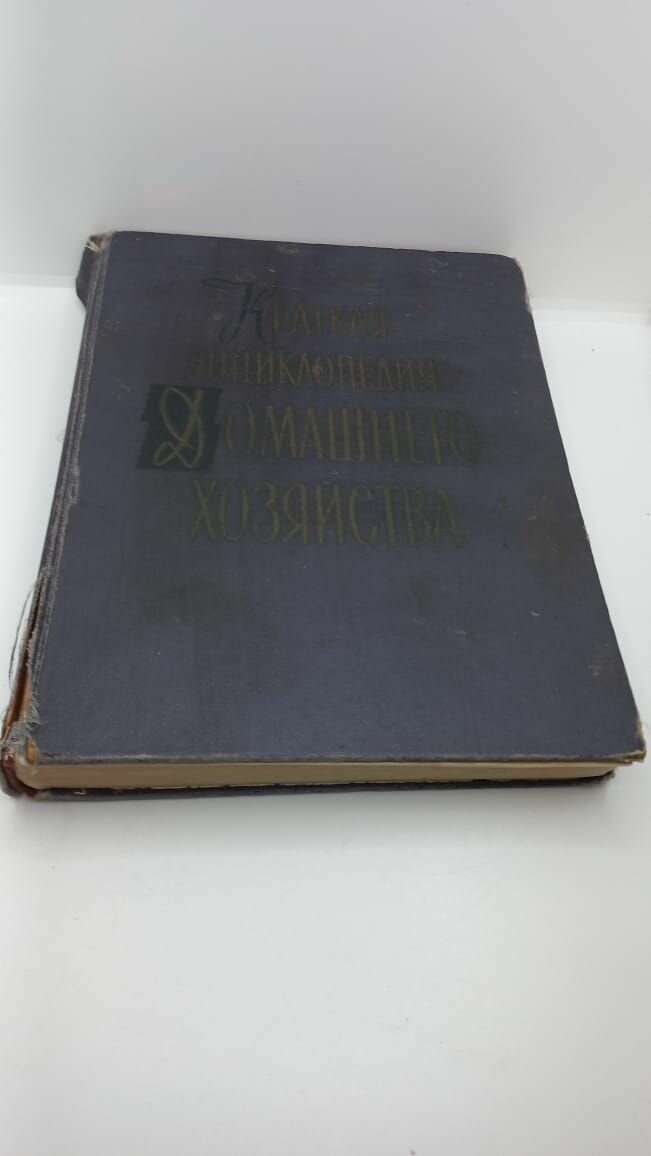 Краткая
энциклопедия
Домашнего
хозяйства